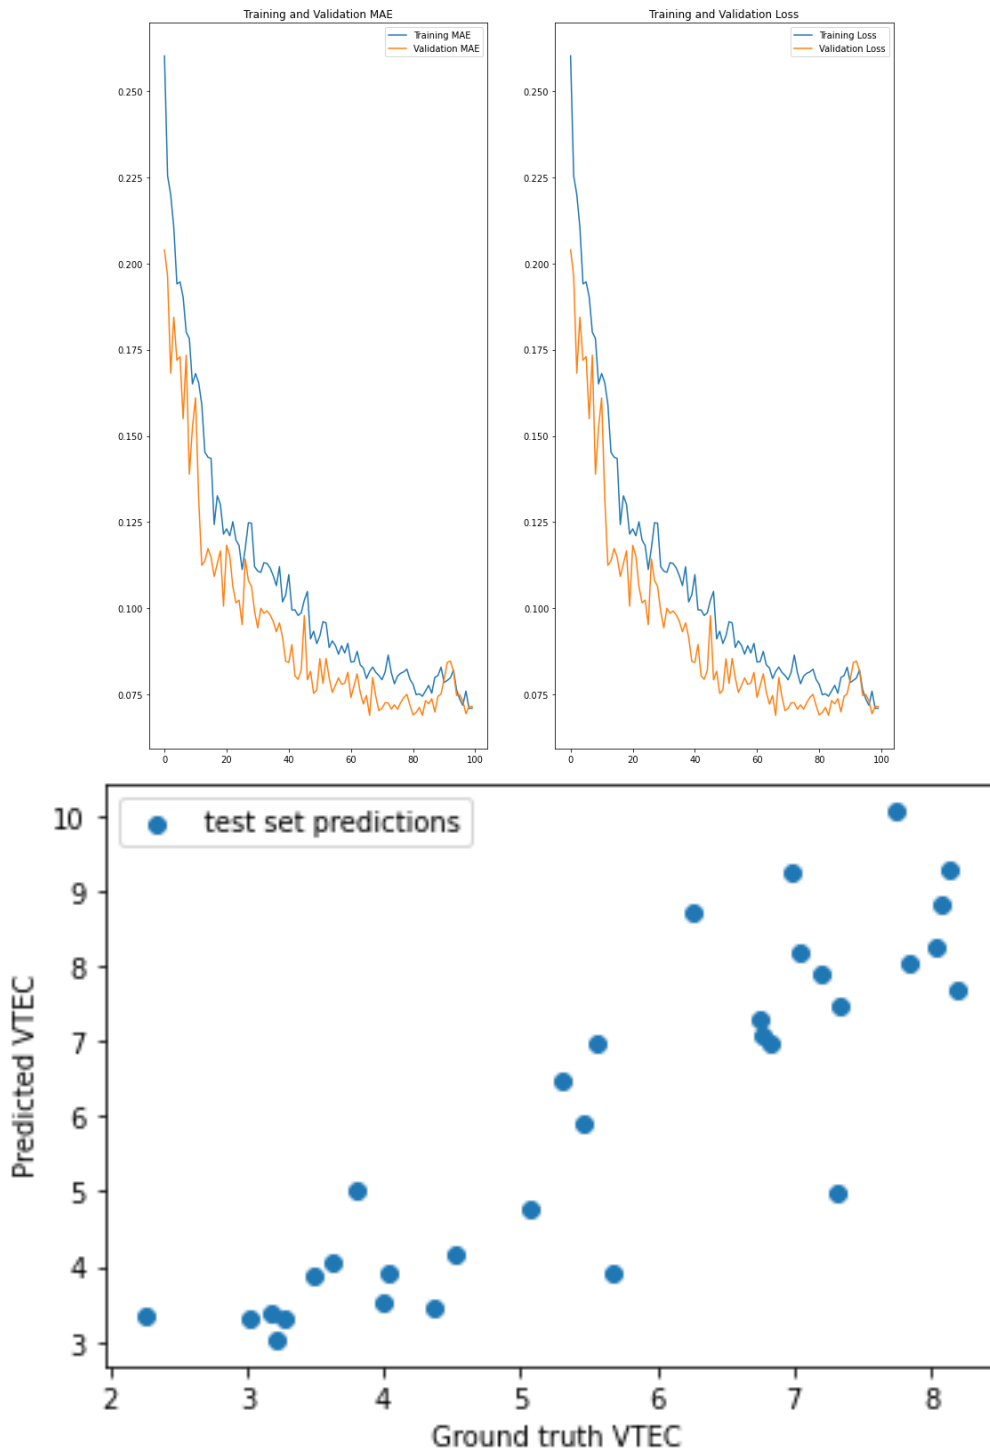 Training and Validation MAE
Training MAE
Validation MAE
0.250
0.225
0.200
0.175
0.150
0.125
0.100
0.075
0 20 40 60 80 100
Training and Validation Loss
Training Loss
Validation Loss
0.250
0.225
0.200
0.175
0.150
0.125
0.100
0.075
0 20 40 60 80 100
test set predictions
Predicted VTEC
10
9
8
7
6
5
4
3
2 3 4 5 6 7 8
Ground truth VTEC